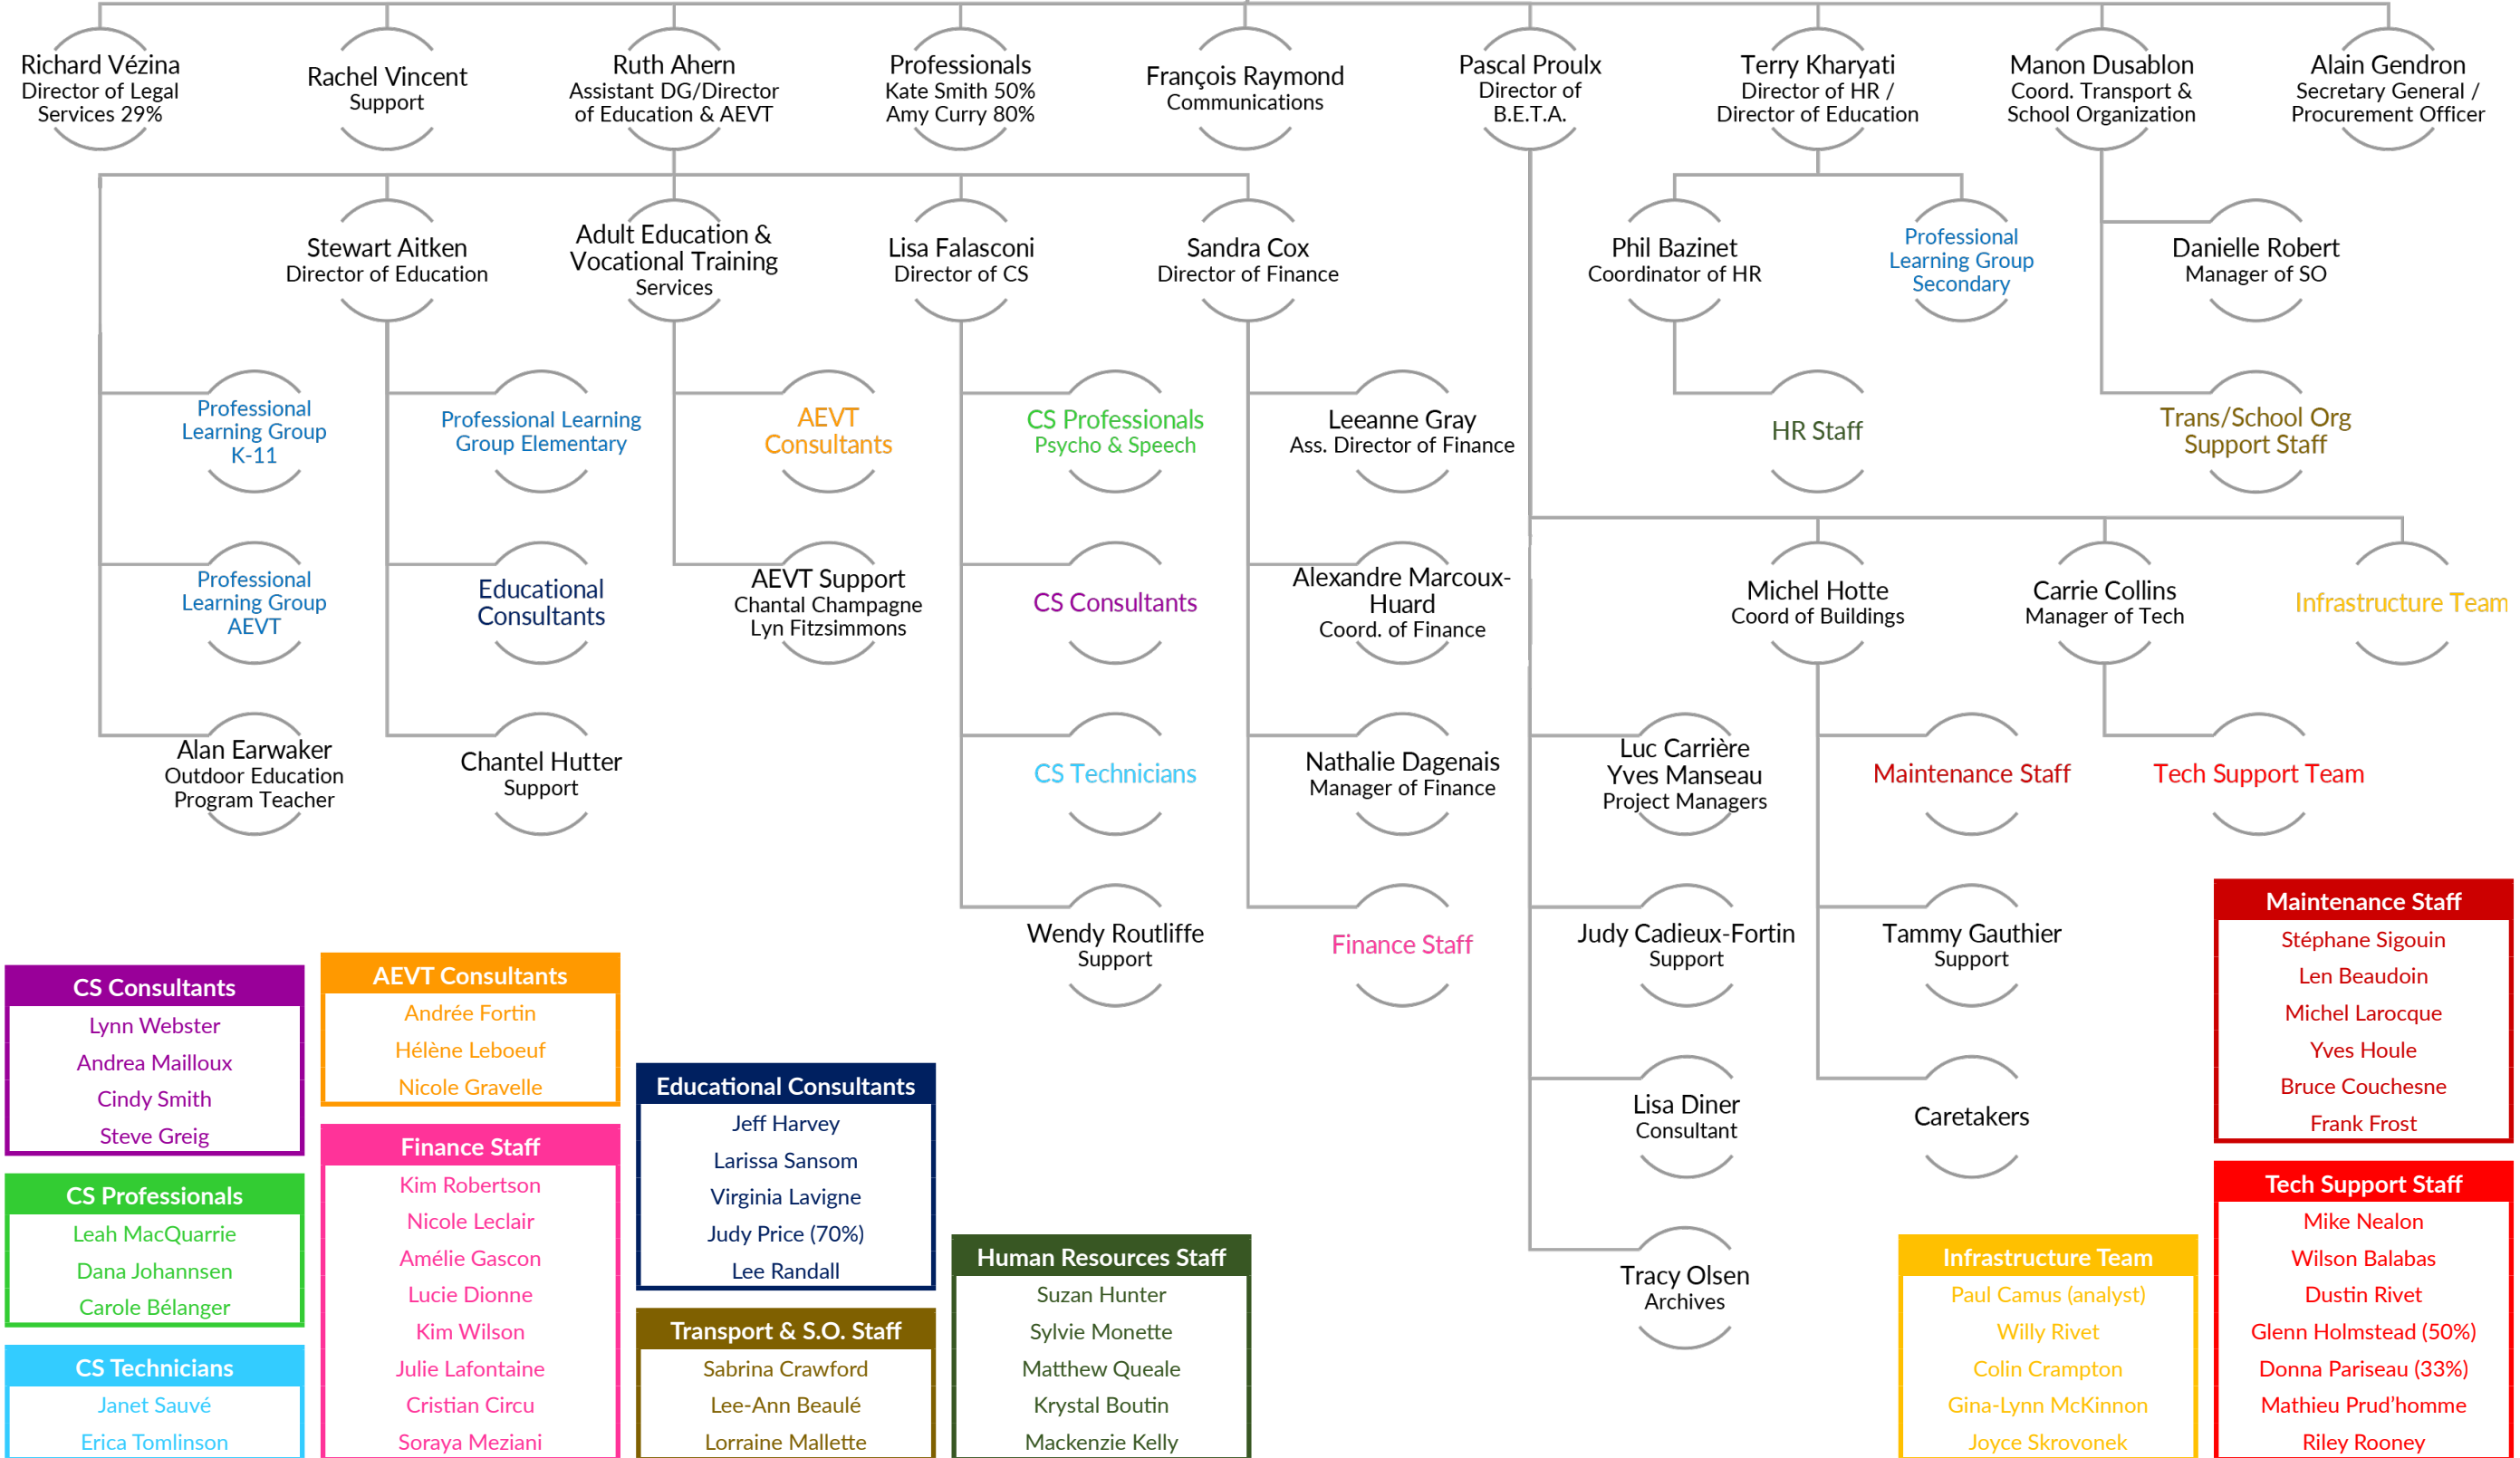 Richard Vézina
Director of Legal
Services 29%
Rachel Vincent
Support
Ruth Ahern
Assistant DG/Director
of Education & AEVT
Professionals
Kate Smith 50%
Amy Curry 80%
François Raymond
Communications
Pascal Proulx
Director of
B.E.T.A.
Terry Kharyati
Director of HR /
Director of Education
Manon Dusablon
Coord. Transport &
School Organization
Alain Gendron
Secretary General /
Procurement Officer
Stewart Aitken
Director of Education
Adult Education &
Vocational Training
Services
Lisa Falasconi
Director of CS
Sandra Cox
Director of Finance
Phil Bazinet
Coordinator of HR
Professional
Learning Group
Secondary
Danielle Robert
Manager of SO
Professional
Learning Group
K-11
Professional Learning
Group Elementary
AEVT
Consultants
CS Professionals
Psycho & Speech
Leeanne Gray
Ass. Director of Finance
HR Staff
Trans/School Org
Support Staff
Professional
Learning Group
AEVT
Educational
Consultants
AEVT Support
Chantal Champagne
Lyn Fitzsimmons
CS Consultants
Alexandre Marcoux-
Huard
Coord. of Finance
Michel Hotte
Coord of Buildings
Carrie Collins
Manager of Tech
Infrastructure Team
Alan Earwaker
Outdoor Education
Program Teacher
Chantel Hutter
Support
CS Technicians
Nathalie Dagenais
Manager of Finance
Luc Carrière
Yves Manseau
Project Managers
Maintenance Staff
Tech Support Team
Wendy Routliffe
Support
Finance Staff
Judy Cadieux-Fortin
Support
Tammy Gauthier
Support
Lisa Diner
Consultant
Caretakers
Tracy Olsen
Archives
CS Consultants
Lynn Webster
Andrea Mailloux
Cindy Smith
Steve Greig
CS Professionals
Leah MacQuarrie
Dana Johannsen
Carole Bélanger
CS Technicians
Janet Sauvé
Erica Tomlinson
AEVT Consultants
Andrée Fortin
Hélène Leboeuf
Nicole Gravelle
Finance Staff
Kim Robertson
Nicole Leclair
Amélie Gascon
Lucie Dionne
Kim Wilson
Julie Lafontaine
Cristian Circu
Soraya Meziani
Educational Consultants
Jeff Harvey
Larissa Sansom
Virginia Lavigne
Judy Price (70%)
Lee Randall
Transport & S.O. Staff
Sabrina Crawford
Lee-Ann Beaulé
Lorraine Mallette
Human Resources Staff
Suzan Hunter
Sylvie Monette
Matthew Queale
Krystal Boutin
Mackenzie Kelly
Infrastructure Team
Paul Camus (analyst)
Willy Rivet
Colin Crampton
Gina-Lynn McKinnon
Joyce Skrovonek
Maintenance Staff
Stéphane Sigouin
Len Beaudoin
Michel Larocque
Yves Houle
Bruce Couchesne
Frank Frost
Tech Support Staff
Mike Nealon
Wilson Balabas
Dustin Rivet
Glenn Holmstead (50%)
Donna Pariseau (33%)
Mathieu Prud’homme
Riley Rooney